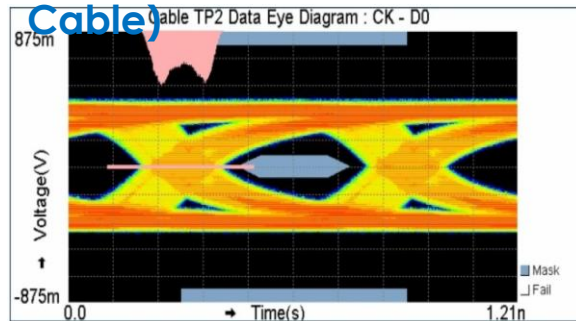 Cable)
Cable TP2 Data Eye Diagram : CK - D0
875m
Voltage(V)
-875m
0.0
Time(s)
1.21n
Mask
Fail